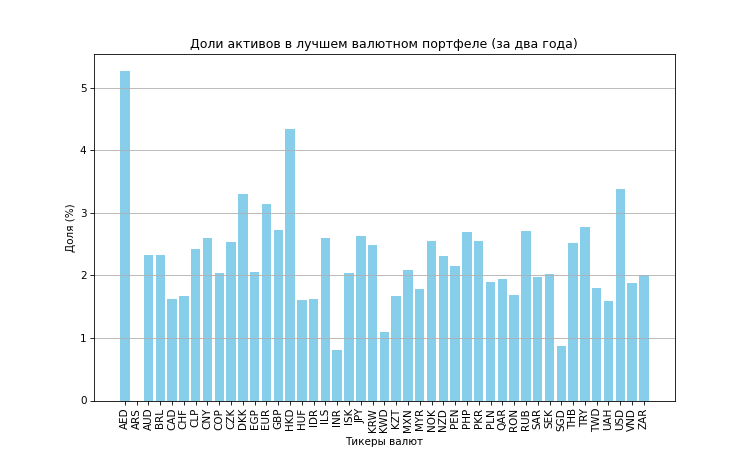 Доли активов в лучшем валютном портфеле (за два года)
Доля (%)
5
4
3
2
1
0
AED ARS AUD BRL CAD CHF CLP CNY COP CZK DKK EGP EUR GBP HKD HUF IDR ILS INR ISK JPY KRW KWD KZT MXN MYR NOK NZD PEN PHP PKR PLN QAR RON RUB SAR SEK SGD THB TRY TWD UAH USD VND ZAR
Тикеры валют